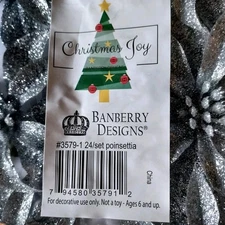 Christmas Joy
BANBERRY
DESIGNS®
#3579-1 24/set poinsettia
7 94580 35791 2
China
For decorative use only. Not a toy - Ages 6 and up.